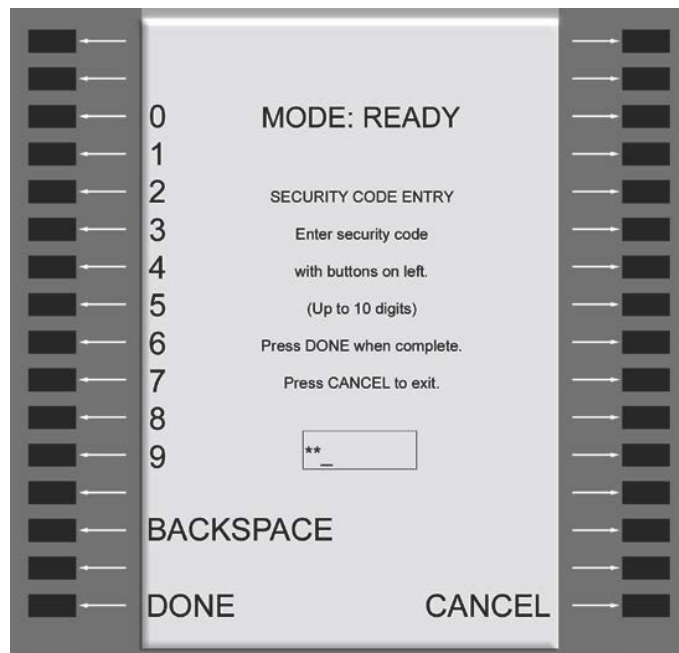 0 MODE: READY
1
2 SECURITY CODE ENTRY
3 Enter security code
4 with buttons on left.
5 (Up to 10 digits)
6 Press DONE when complete.
7 Press CANCEL to exit.
8
9 **_
BACKSPACE
DONE CANCEL